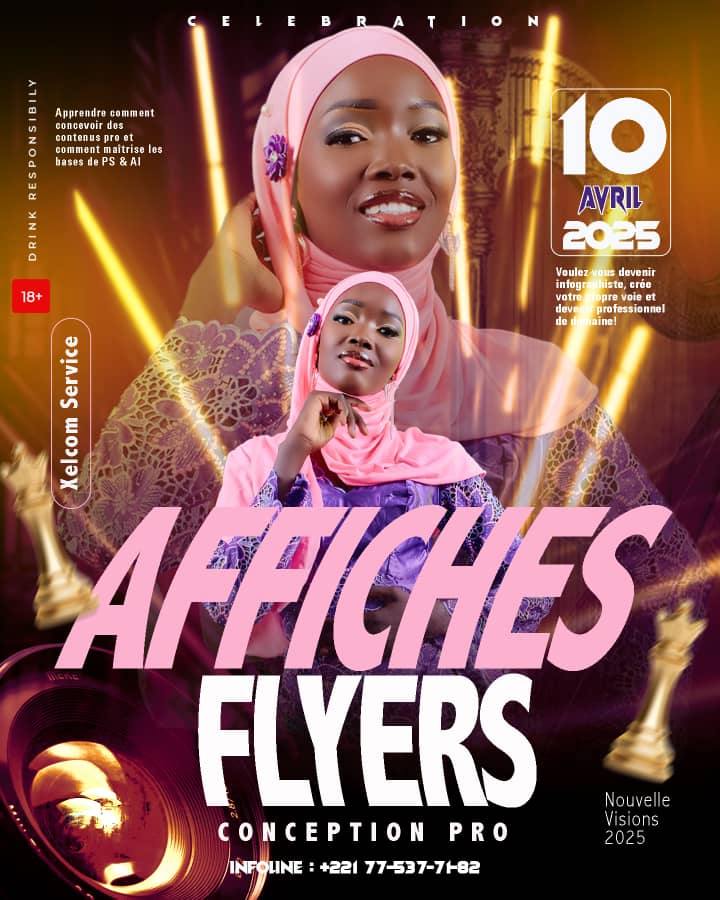 CELEBRATION
DRINK RESPONSIBILY
Apprendre comment
concevoir des
contenus pro et
comment maîtrise les
bases de PS & AI
18+
Xelcom Service
10
AVRIL
2025
Voulez-vous devenir
infographiste, crée
votre propre voie et
devenir professionnel
de domaine!
AFFICHES
FLYERS
CONCEPTION PRO
INFOLINE : +221 77-537-71-82
Nouvelle
Visions
2025